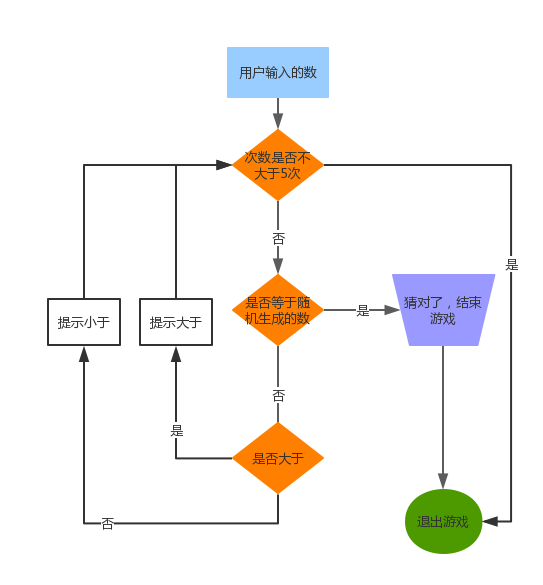 用户输入的数
次数是否不
大于5次
否
是
是否等于随
机生成的数
是
猜对了，结束
游戏
提示小于
提示大于
否
是
是否大于
否
退出游戏